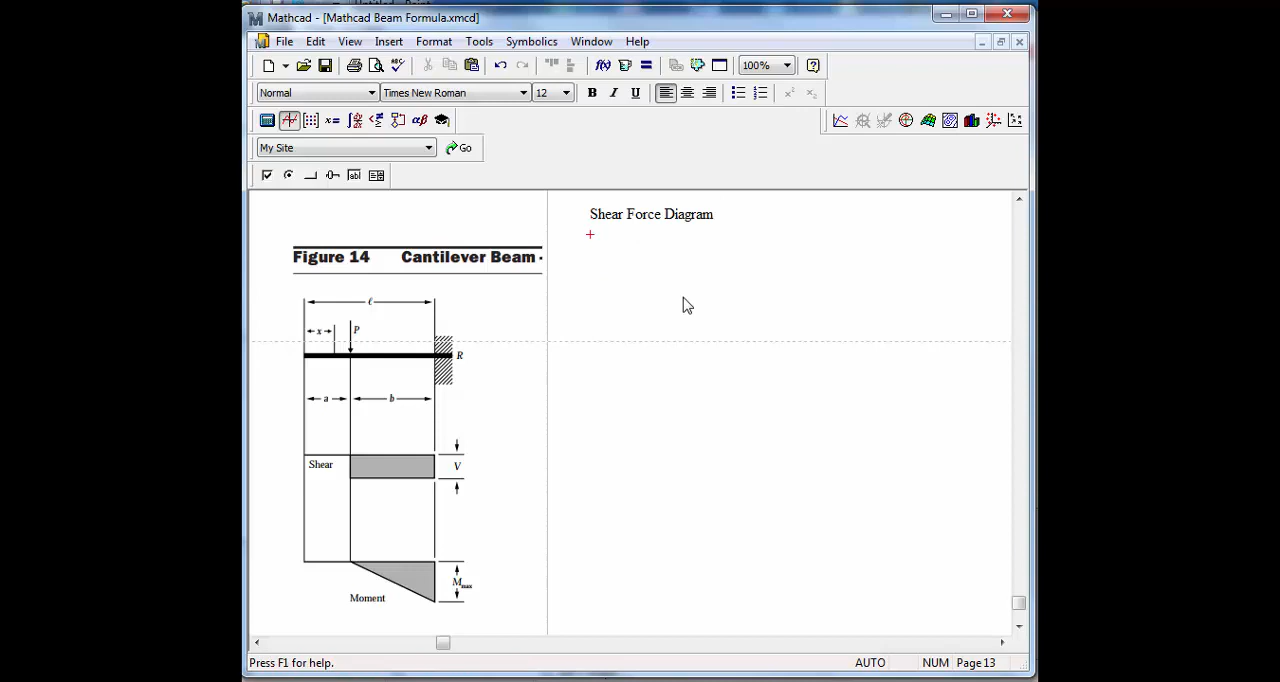 Mathcad - [Mathcad Beam Formula.xmcd]
File Edit View Insert Format Tools Symbolics Window Help
100%
Normal Times New Roman 12 B I U
My Site Go
Shear Force Diagram
Figure 14 Cantilever Beam -
ℓ
x P
R
a b
Shear V
Mmax
Moment
Press F1 for help. AUTO NUM Page 13